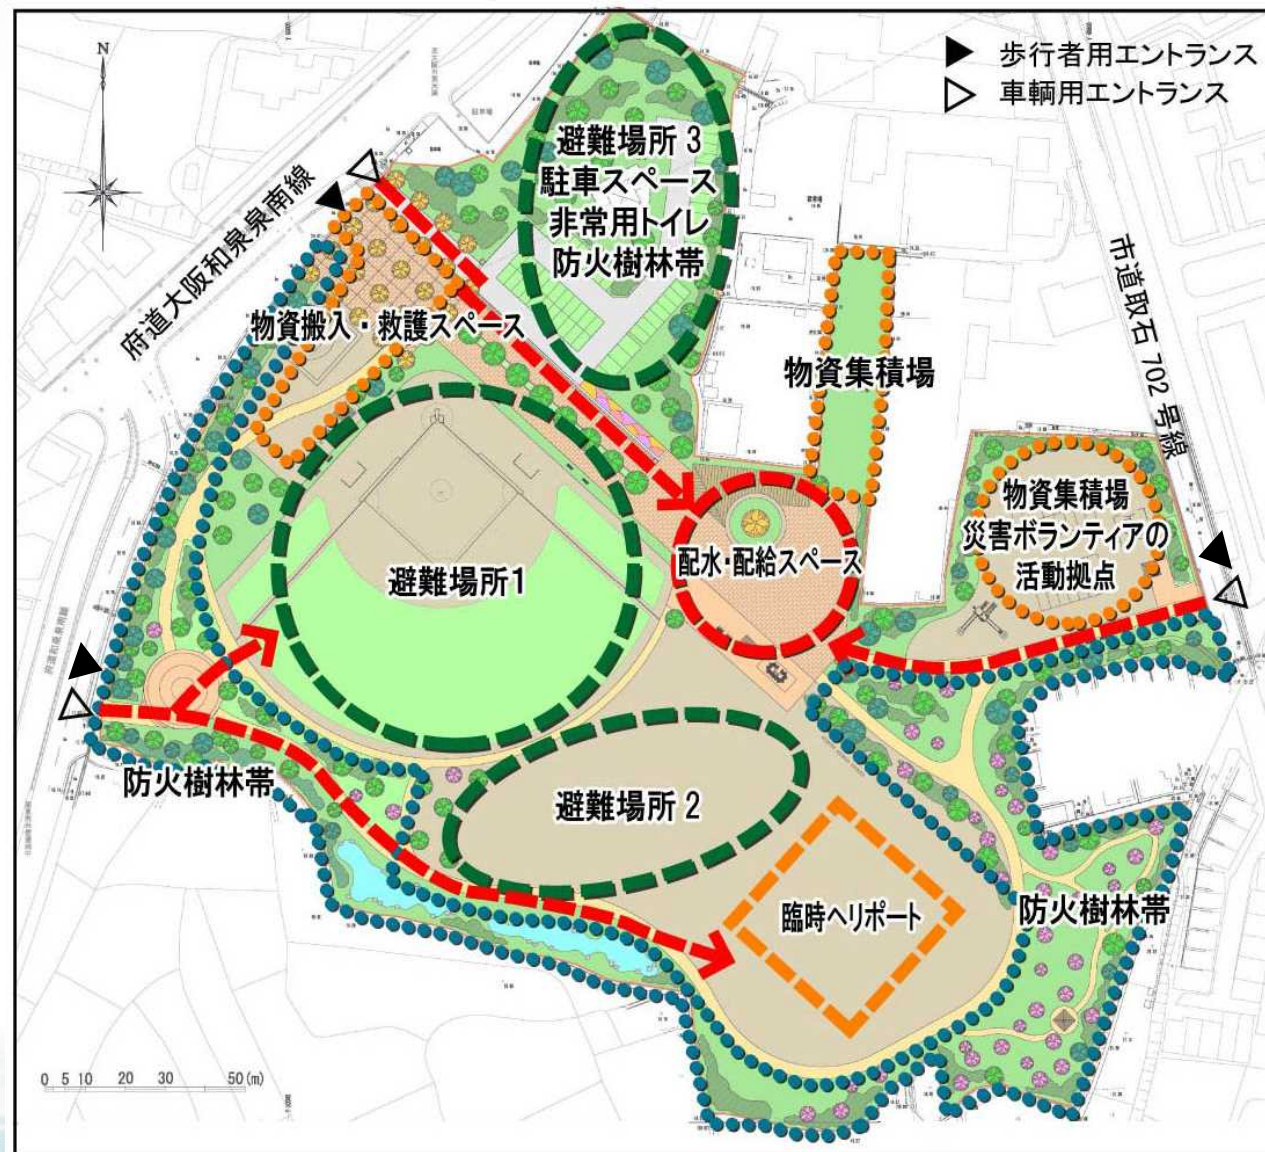 ▶ 歩行者用エントランス
▷ 車輌用エントランス
N
避難場所 3
駐車スペース
非常用トイレ
防火樹林帯
府道大阪和泉泉南線
市道取石 702 号線
物資搬入・救護スペース
物資集積場
物資集積場
災害ボランティアの
活動拠点
避難場所1
配水・配給スペース
防火樹林帯
避難場所 2
臨時ヘリポート
防火樹林帯
0 5 10 20 30 50(m)